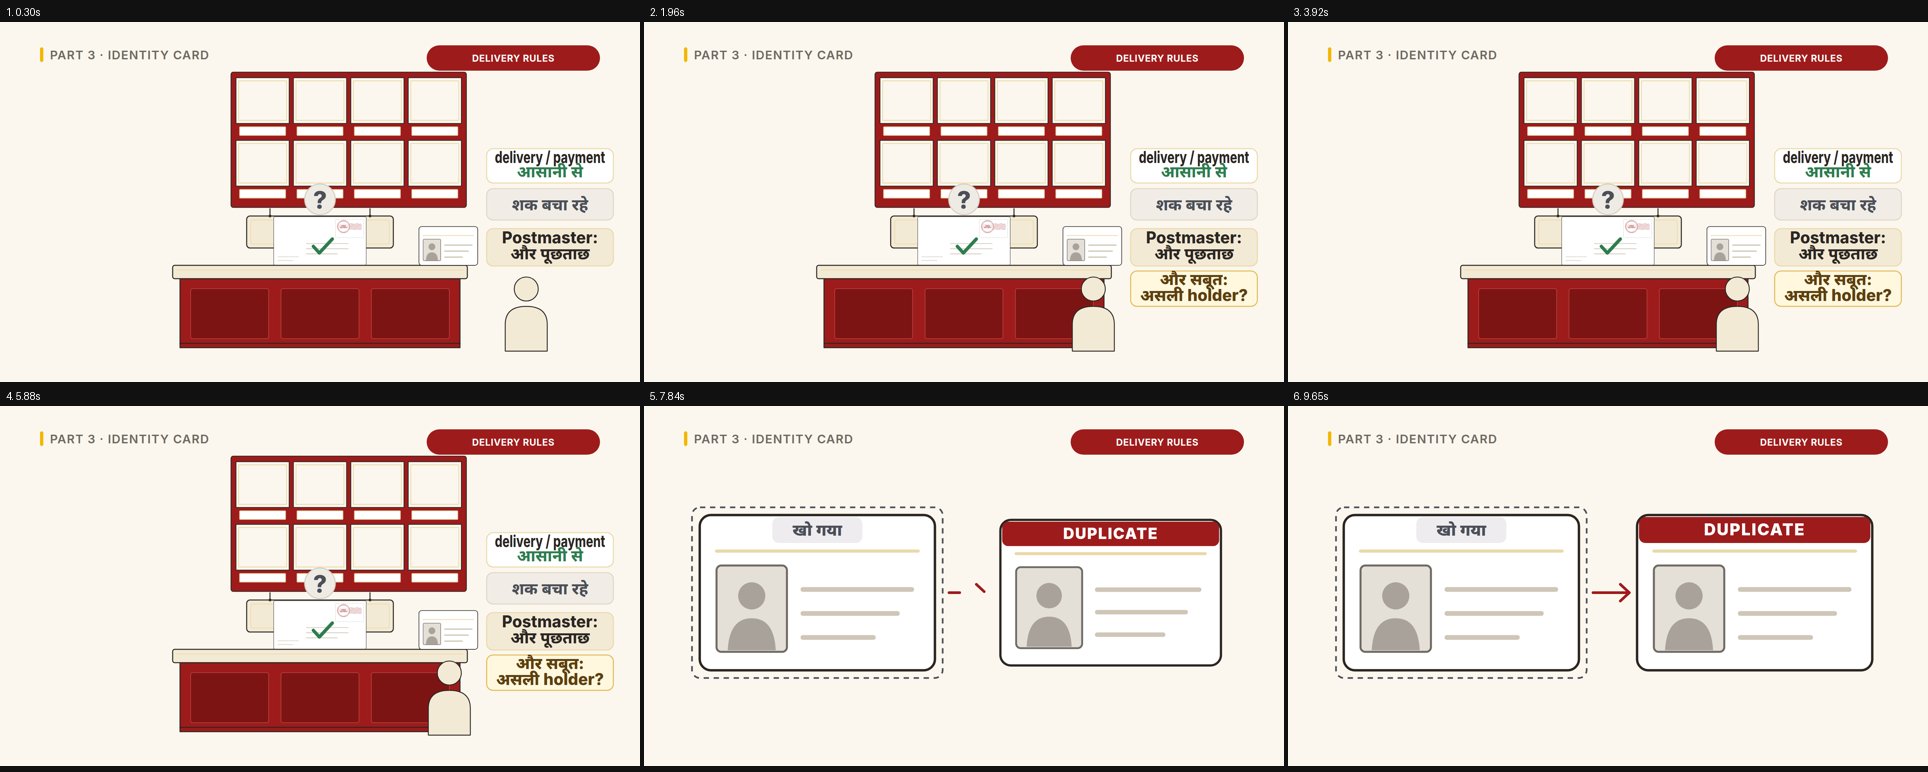 1. 0.30s
PART 3 · IDENTITY CARD
DELIVERY RULES
delivery / payment
आसानी से
?
शक बचा रहे
Postmaster:
और पूछताछ
2. 1.96s
PART 3 · IDENTITY CARD
DELIVERY RULES
delivery / payment
आसानी से
?
शक बचा रहे
Postmaster:
और पूछताछ
और सबूत:
असली holder?
3. 3.92s
PART 3 · IDENTITY CARD
DELIVERY RULES
delivery / payment
आसानी से
?
शक बचा रहे
Postmaster:
और पूछताछ
और सबूत:
असली holder?
4. 5.88s
PART 3 · IDENTITY CARD
DELIVERY RULES
delivery / payment
आसानी से
?
शक बचा रहे
Postmaster:
और पूछताछ
और सबूत:
असली holder?
5. 7.84s
PART 3 · IDENTITY CARD
DELIVERY RULES
खो गया
DUPLICATE
6. 9.65s
PART 3 · IDENTITY CARD
DELIVERY RULES
खो गया
DUPLICATE